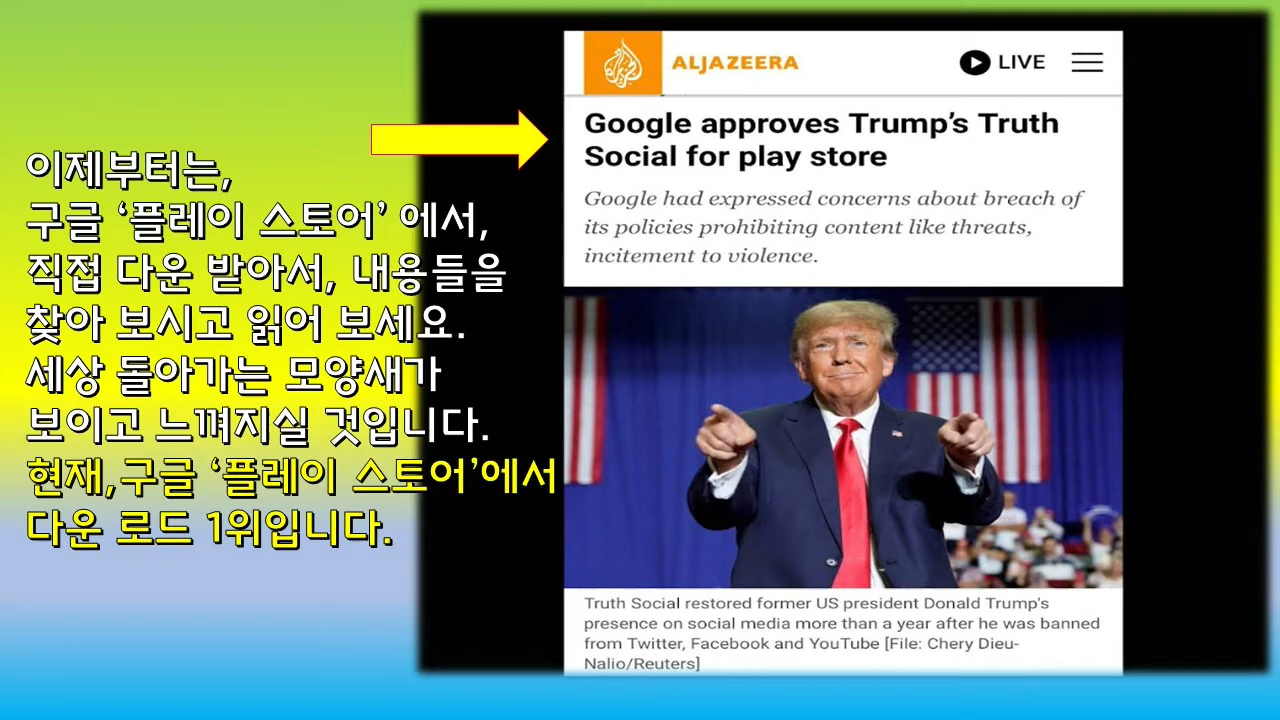 이제부터는,
구글 ‘플레이 스토어’ 에서,
직접 다운 받아서, 내용들을
찾아 보시고 읽어 보세요.
세상 돌아가는 모양새가
보이고 느껴지실 것입니다.
현재,구글 ‘플레이 스토어’에서
다운 로드 1위입니다.
ALJAZEERA
LIVE
Google approves Trump’s Truth
Social for play store
Google had expressed concerns about breach of
its policies prohibiting content like threats,
incitement to violence.
Truth Social restored former US president Donald Trump's
presence on social media more than a year after he was banned
from Twitter, Facebook and YouTube [File: Chery Dieu-
Nalio/Reuters]